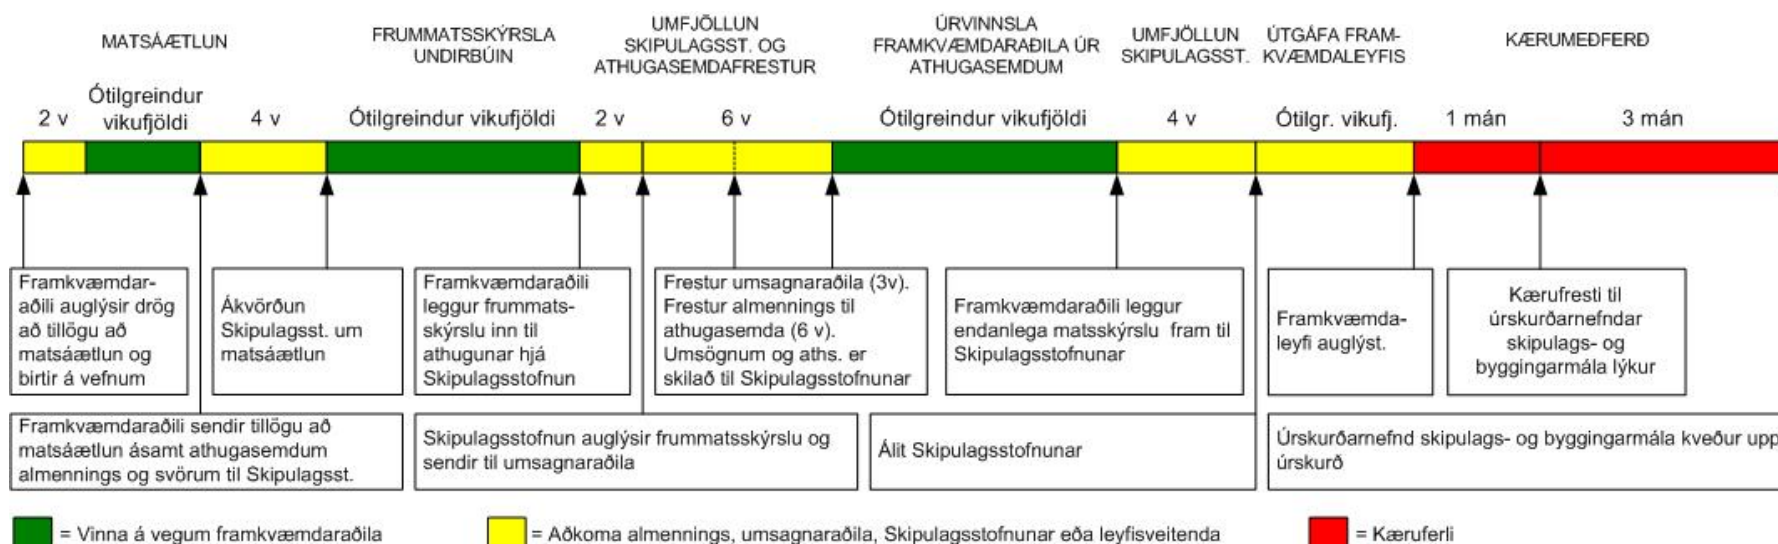 MATSÁÆTLUN
FRUMMATSSKÝRSLA
UNDIRBÚIN
UMFJÖLLUN
SKIPULAGSST. OG
ATHUGASEMDAFRESTUR
ÚRVINNSLA
FRAMKVÆMDARAÐILA ÚR
ATHUGASEMDUM
UMFJÖLLUN
SKIPULAGSST.
ÚTGÁFA FRAM-
KVÆMDALEYFIS
KÆRUMEÐFERÐ
2 v
Ótilgreindur
vikufjöldi
4 v
Ótilgreindur vikufjöldi
2 v
6 v
Ótilgreindur vikufjöldi
4 v
Ótilgr. vikufj.
1 mán
3 mán
Framkvæmdar-
aðili auglýsir drög
að tillögu að
matsáætlun og
birtir á vefnum
Ákvörðun
Skipulagsst. um
matsáætlun
Framkvæmdaraðili
leggur frummats-
skýrslu inn til
athugunar hjá
Skipulagsstofnun
Frestur umsagnaraðila (3v).
Frestur almennings til
athugasemda (6 v).
Umsögnum og aths. er
skilað til Skipulagsstofnunar
Framkvæmdaraðili leggur
endanlega matsskýrslu fram til
Skipulagsstofnunar
Framkvæmda-
leyfi auglýst.
Kærufresti til
úrskurðarnefndar
skipulags- og
byggingarmála lýkur
Framkvæmdaraðili sendir tillögu að
matsáætlun ásamt athugasemdum
almennings og svörum til Skipulagsst.
Skipulagsstofnun auglýsir frummatsskýrslu og
sendir til umsagnaraðila
Álit Skipulagsstofnunar
Úrskurðarnefnd skipulags- og byggingarmála kveður upp
úrskurð
= Vinna á vegum framkvæmdaraðila
= Aðkoma almennings, umsagnaraðila, Skipulagsstofnunar eða leyfisveitenda
= Kæruferli